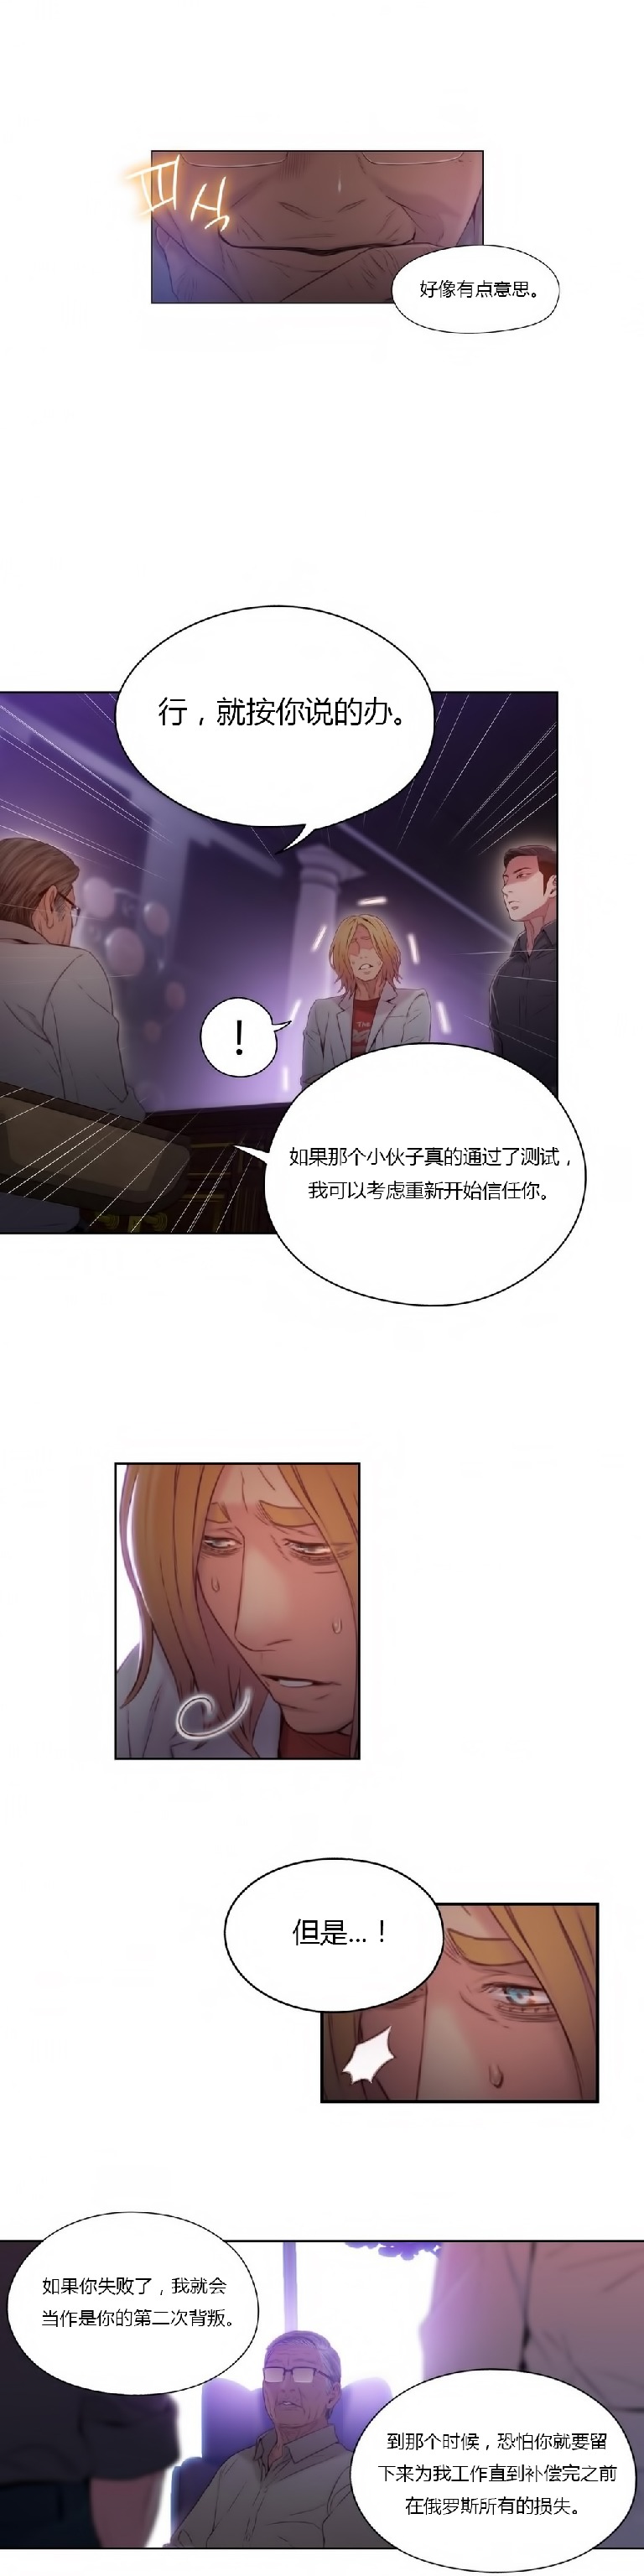 피식
好像有点意思。
行，就按你说的办。
The
！
如果那个小伙子真的通过了测试，
我可以考虑重新开始信任你。
但是...！
如果你失败了，我就会
当作是你的第二次背叛。
到那个时候，恐怕你就要留
下来为我工作直到补偿完之前
在俄罗斯所有的损失。